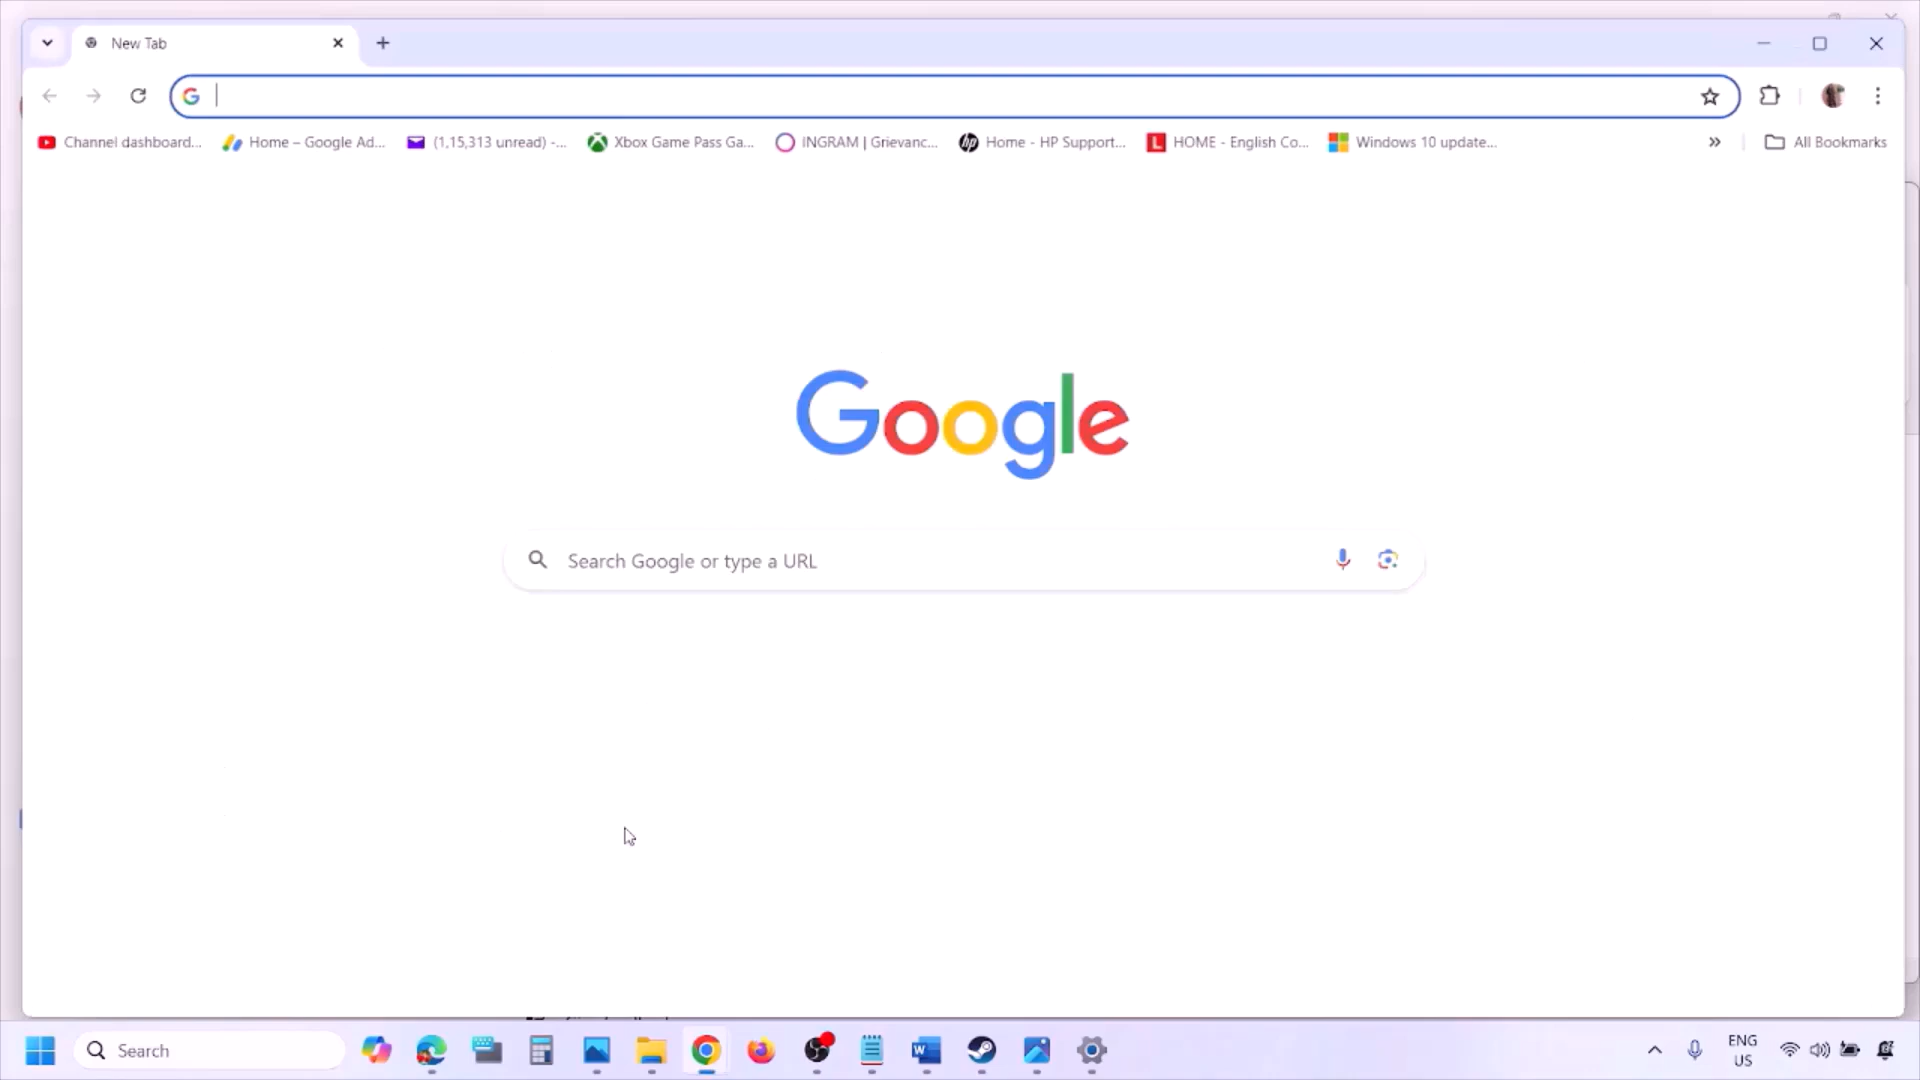 New Tab
Channel dashboard...
Home – Google Ad...
(1,15,313 unread) -...
Xbox Game Pass Ga...
INGRAM | Grievanc...
hp
Home - HP Support...
L
HOME - English Co...
Windows 10 update...
All Bookmarks
Google
Search Google or type a URL
Search
ENG
US